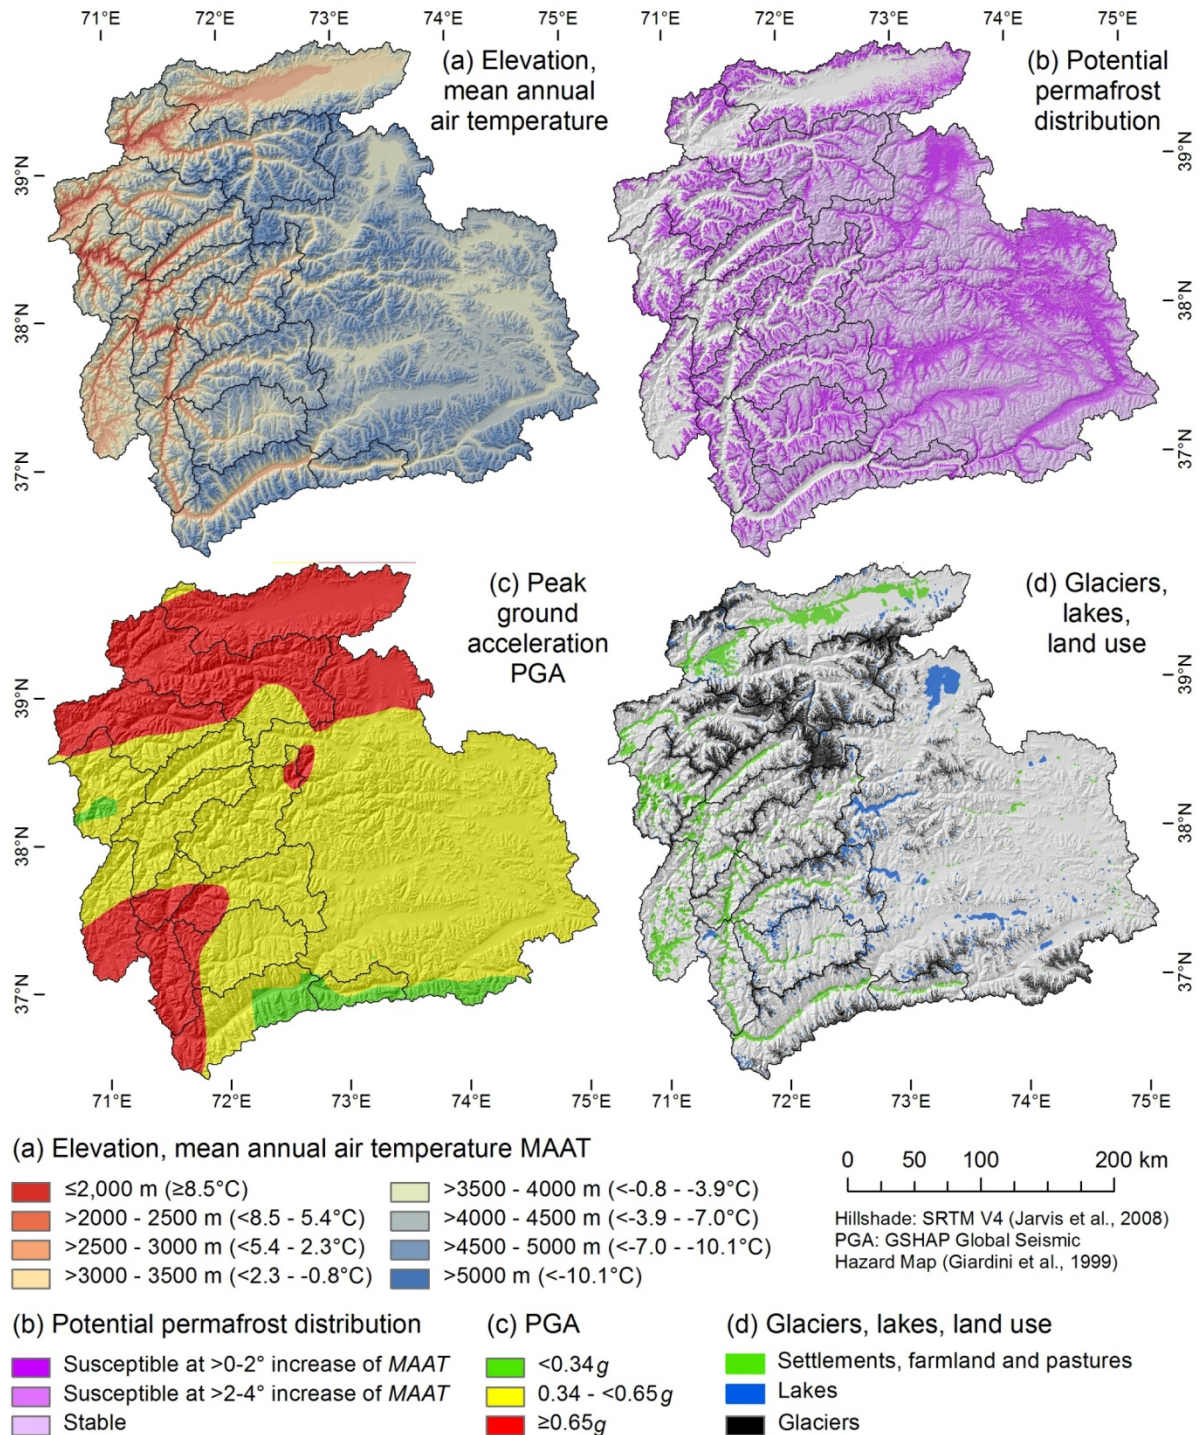 71°E 72°E 73°E 74°E 75°E 71°E 72°E 73°E 74°E 75°E
(a) Elevation,
mean annual
air temperature
(b) Potential
permafrost
distribution
39°N
38°N
37°N
39°N
38°N
37°N
(c) Peak
ground
acceleration
PGA
(d) Glaciers,
lakes,
land use
39°N
38°N
37°N
39°N
38°N
37°N
71°E 72°E 73°E 74°E 75°E 71°E 72°E 73°E 74°E 75°E
(a) Elevation, mean annual air temperature MAAT
≤2,000 m (≥8.5°C)
>2000 - 2500 m (<8.5 - 5.4°C)
>2500 - 3000 m (<5.4 - 2.3°C)
>3000 - 3500 m (<2.3 - -0.8°C)
>3500 - 4000 m (<-0.8 - -3.9°C)
>4000 - 4500 m (<-3.9 - -7.0°C)
>4500 - 5000 m (<-7.0 - -10.1°C)
>5000 m (<-10.1°C)
0 50 100 200 km
Hillshade: SRTM V4 (Jarvis et al., 2008)
PGA: GSHAP Global Seismic
Hazard Map (Giardini et al., 1999)
(b) Potential permafrost distribution
Susceptible at >0-2° increase of MAAT
Susceptible at >2-4° increase of MAAT
Stable
(c) PGA
<0.34g
0.34 - <0.65g
≥0.65g
(d) Glaciers, lakes, land use
Settlements, farmland and pastures
Lakes
Glaciers